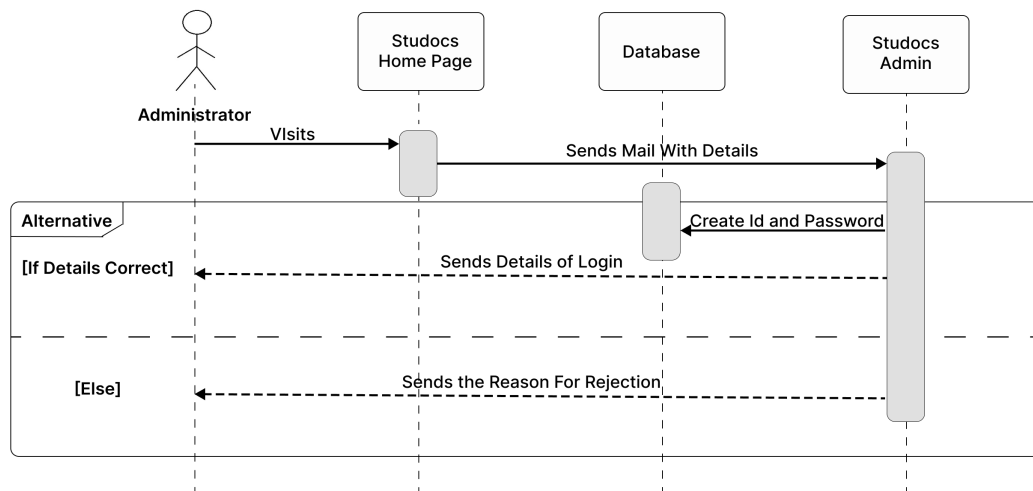 Studocs
Home Page
Database
Studocs
Admin
Administrator
VIsits
Sends Mail With Details
Alternative
Create Id and Password
[If Details Correct]
Sends Details of Login
[Else]
Sends the Reason For Rejection